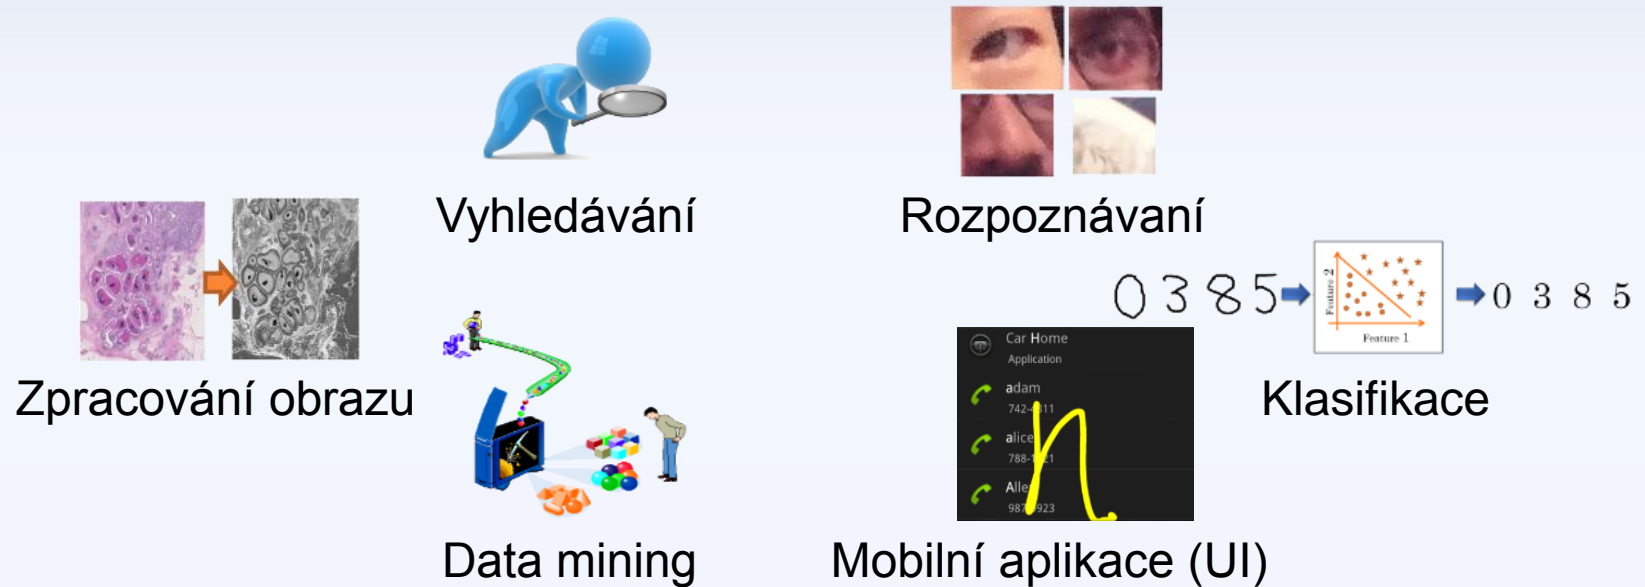 Vyhledávání
Rozpoznávaní
0 3 8 5
Feature 2
Feature 1
0 3 8 5
Zpracování obrazu
Car Home
Application
adam
alice
n
Klasifikace
Data mining
Mobilní aplikace (UI)